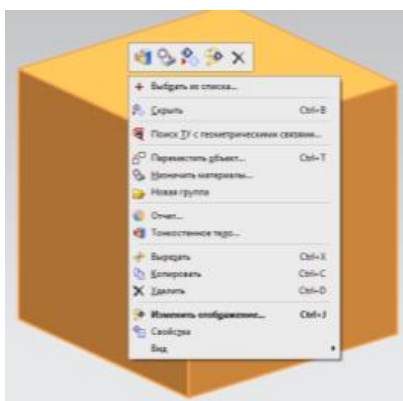 Выбрать из списка...
Скрыть Ctrl+B
Поиск ТУ с геометрическими связями...
Переместить объект... Ctrl+T
Назначить материалы...
Новая группа
Отчет...
Тонкостенное тело...
Вырезать Ctrl+X
Копировать Ctrl+C
Удалить Ctrl+D
Изменить отображение... Ctrl+J
Свойства
Вид